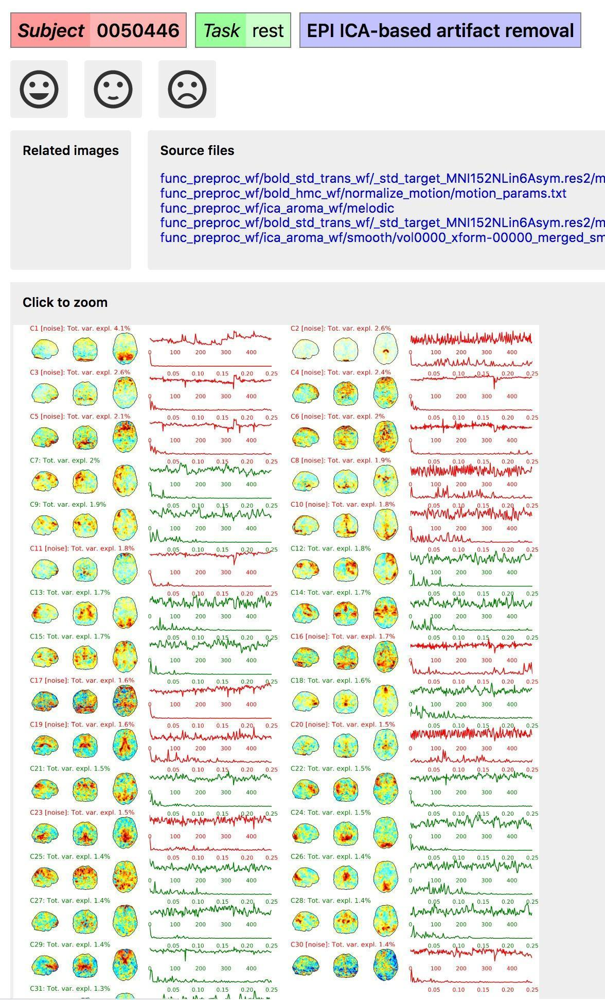 Subject 0050446 Task rest EPI ICA-based artifact removal
Related images
Source files
func_preproc_wf/bold_std_trans_wf/_std_target_MNI152NLin6Asym.res2/m
func_preproc_wf/bold_hmc_wf/normalize_motion/motion_params.txt
func_preproc_wf/ica_aroma_wf/melodic
func_preproc_wf/bold_std_trans_wf/_std_target_MNI152NLin6Asym.res2/m
func_preproc_wf/ica_aroma_wf/smooth/vol0000_xform-00000_merged_sm
Click to zoom
C1 [noise]: Tot. var. expl. 4.1% C2 [noise]: Tot. var. expl. 2.6%
0 100 200 300 400 0 100 200 300 400
0.05 0.10 0.15 0.20 0.25 0.05 0.10 0.15 0.20 0.25
C3 [noise]: Tot. var. expl. 2.6% C4 [noise]: Tot. var. expl. 2.4%
0 100 200 300 400 0 100 200 300 400
0.05 0.10 0.15 0.20 0.25 0.05 0.10 0.15 0.20 0.25
C5 [noise]: Tot. var. expl. 2.1% C6 [noise]: Tot. var. expl. 2%
0 100 200 300 400 0 100 200 300 400
0.05 0.10 0.15 0.20 0.25 0.05 0.10 0.15 0.20 0.25
C7: Tot. var. expl. 2% C8 [noise]: Tot. var. expl. 1.9%
0 100 200 300 400 0 100 200 300 400
0.05 0.10 0.15 0.20 0.25 0.05 0.10 0.15 0.20 0.25
C9: Tot. var. expl. 1.9% C10 [noise]: Tot. var. expl. 1.8%
0 100 200 300 400 0 100 200 300 400
0.05 0.10 0.15 0.20 0.25 0.05 0.10 0.15 0.20 0.25
C11 [noise]: Tot. var. expl. 1.8% C12: Tot. var. expl. 1.8%
0 100 200 300 400 0 100 200 300 400
0.05 0.10 0.15 0.20 0.25 0.05 0.10 0.15 0.20 0.25
C13: Tot. var. expl. 1.7% C14: Tot. var. expl. 1.7%
0 100 200 300 400 0 100 200 300 400
0.05 0.10 0.15 0.20 0.25 0.05 0.10 0.15 0.20 0.25
C15: Tot. var. expl. 1.7% C16 [noise]: Tot. var. expl. 1.7%
0 100 200 300 400 0 100 200 300 400
0.05 0.10 0.15 0.20 0.25 0.05 0.10 0.15 0.20 0.25
C17 [noise]: Tot. var. expl. 1.6% C18: Tot. var. expl. 1.6%
0 100 200 300 400 0 100 200 300 400
0.05 0.10 0.15 0.20 0.25 0.05 0.10 0.15 0.20 0.25
C19 [noise]: Tot. var. expl. 1.6% C20 [noise]: Tot. var. expl. 1.5%
0 100 200 300 400 0 100 200 300 400
0.05 0.10 0.15 0.20 0.25 0.05 0.10 0.15 0.20 0.25
C21: Tot. var. expl. 1.5% C22: Tot. var. expl. 1.5%
0 100 200 300 400 0 100 200 300 400
0.05 0.10 0.15 0.20 0.25 0.05 0.10 0.15 0.20 0.25
C23 [noise]: Tot. var. expl. 1.5% C24: Tot. var. expl. 1.5%
0 100 200 300 400 0 100 200 300 400
0.05 0.10 0.15 0.20 0.25 0.05 0.10 0.15 0.20 0.25
C25: Tot. var. expl. 1.4% C26: Tot. var. expl. 1.4%
0 100 200 300 400 0 100 200 300 400
0.05 0.10 0.15 0.20 0.25 0.05 0.10 0.15 0.20 0.25
C27: Tot. var. expl. 1.4% C28: Tot. var. expl. 1.4%
0 100 200 300 400 0 100 200 300 400
0.05 0.10 0.15 0.20 0.25 0.05 0.10 0.15 0.20 0.25
C29: Tot. var. expl. 1.4% C30 [noise]: Tot. var. expl. 1.4%
0 100 200 300 400 0 100 200 300 400
0.05 0.10 0.15 0.20 0.25 0.05 0.10 0.15 0.20 0.25
C31: Tot. var. expl. 1.3%